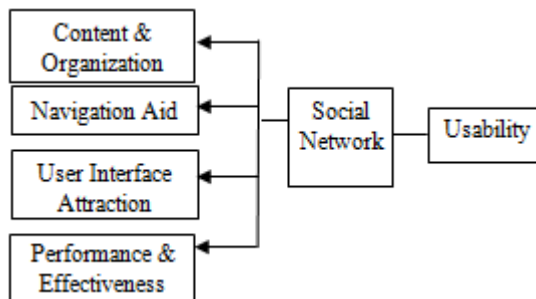 Content &
Organization
Navigation Aid
User Interface
Attraction
Performance &
Effectiveness
Social
Network
Usability